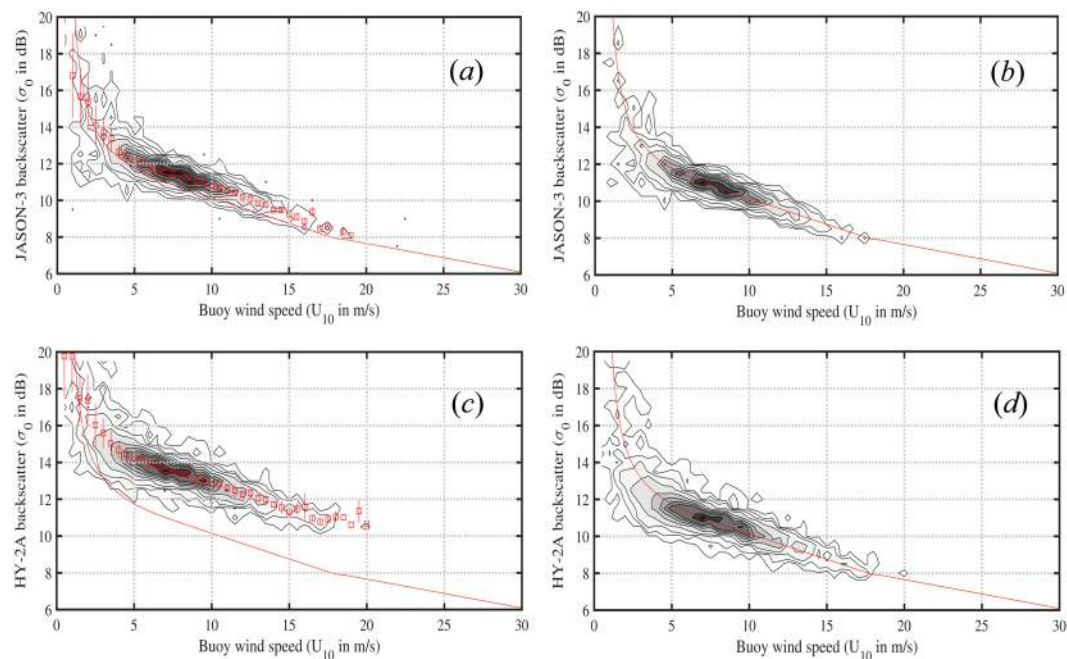 20
18
16
14
12
10
8
6
JASON-3 backscatter (σ0 in dB)
(a)
0 5 10 15 20 25 30
Buoy wind speed (U10 in m/s)
20
18
16
14
12
10
8
6
JASON-3 backscatter (σ0 in dB)
(b)
0 5 10 15 20 25 30
Buoy wind speed (U10 in m/s)
20
18
16
14
12
10
8
6
HY-2A backscatter (σ0 in dB)
(c)
0 5 10 15 20 25 30
Buoy wind speed (U10 in m/s)
20
18
16
14
12
10
8
6
HY-2A backscatter (σ0 in dB)
(d)
0 5 10 15 20 25 30
Buoy wind speed (U10 in m/s)